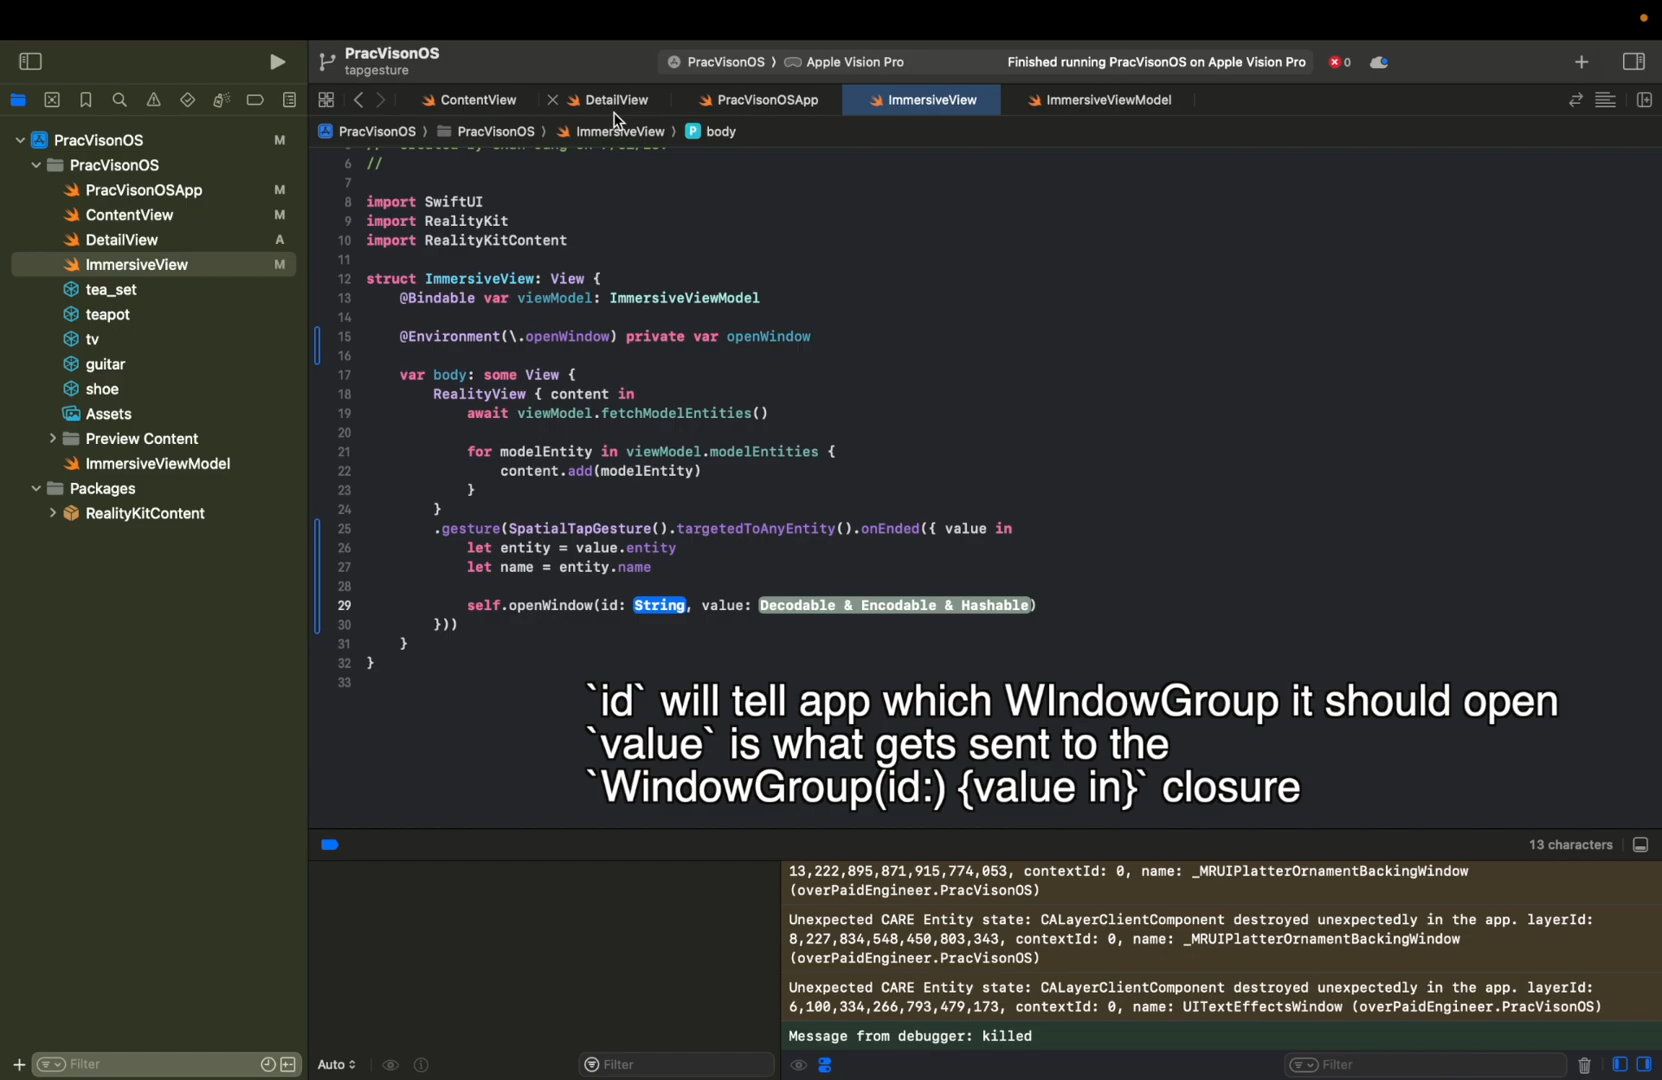 PracVisonOS
tapgesture
PracVisonOS 〉 Apple Vision Pro
Finished running PracVisonOS on Apple Vision Pro
0
ContentView
DetailView
PracVisonOSApp
ImmersiveView
ImmersiveViewModel
PracVisonOS 〉 PracVisonOS 〉 ImmersiveView 〉 P body
PracVisonOS M
PracVisonOS
PracVisonOSApp M
ContentView M
DetailView A
ImmersiveView M
tea_set
teapot
tv
guitar
shoe
Assets
Preview Content
ImmersiveViewModel
Packages
RealityKitContent
6 //
7
8 import SwiftUI
9 import RealityKit
10 import RealityKitContent
11
12 struct ImmersiveView: View {
13 @Bindable var viewModel: ImmersiveViewModel
14
15 @Environment(\.openWindow) private var openWindow
16
17 var body: some View {
18 RealityView { content in
19 await viewModel.fetchModelEntities()
20
21 for modelEntity in viewModel.modelEntities {
22 content.add(modelEntity)
23 }
24 }
25 .gesture(SpatialTapGesture().targetedToAnyEntity().onEnded({ value in
26 let entity = value.entity
27 let name = entity.name
28
29 self.openWindow(id: String, value: Decodable & Encodable & Hashable)
30 }))
31 }
32 }
33
`id` will tell app which WIndowGroup it should open
`value` is what gets sent to the
`WindowGroup(id:) {value in}` closure
13 characters
13,222,895,871,915,774,053, contextId: 0, name: _MRUIPlatterOrnamentBackingWindow
(overPaidEngineer.PracVisonOS)
Unexpected CARE Entity state: CALayerClientComponent destroyed unexpectedly in the app. layerId:
8,227,834,548,450,803,343, contextId: 0, name: _MRUIPlatterOrnamentBackingWindow
(overPaidEngineer.PracVisonOS)
Unexpected CARE Entity state: CALayerClientComponent destroyed unexpectedly in the app. layerId:
6,100,334,266,793,479,173, contextId: 0, name: UITextEffectsWindow (overPaidEngineer.PracVisonOS)
Message from debugger: killed
Filter
Auto
Filter
Filter